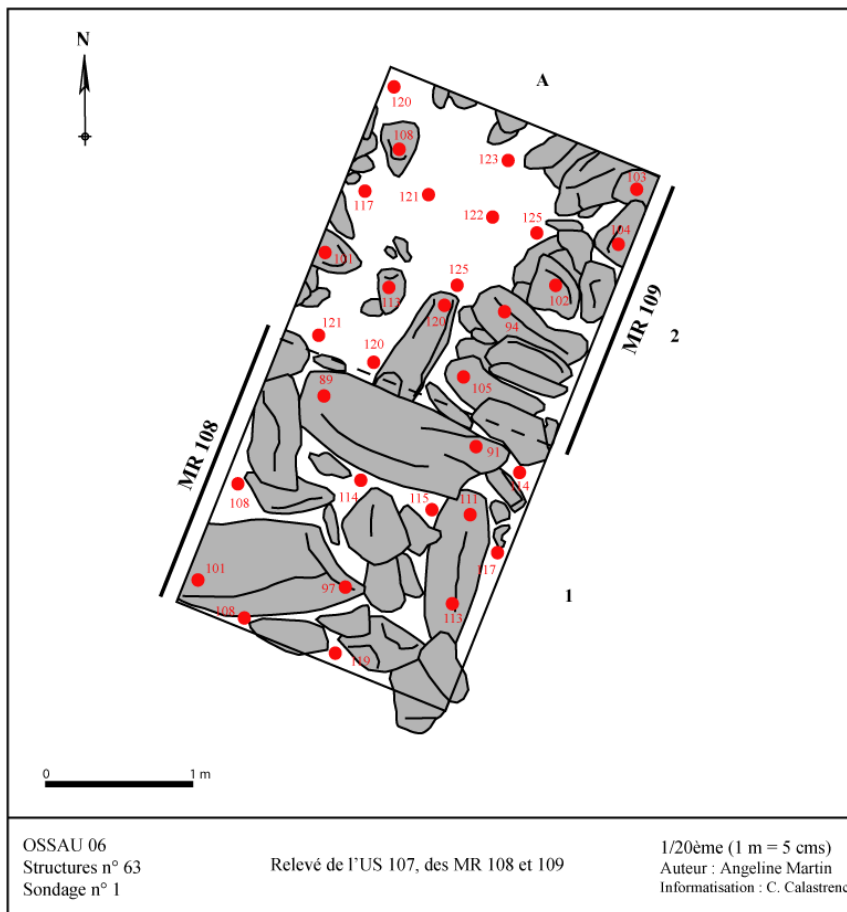 N
A
120
108
123
103
117
121
122
125
104
101
113
125
102
120
94
121
120
MR 109
2
89
105
MR 108
91
114
108
114
115
111
117
101
97
1
108
113
119
0
1 m
OSSAU 06
Structures n° 63
Sondage n° 1
Relevé de l'US 107, des MR 108 et 109
1/20ème (1 m = 5 cms)
Auteur : Angeline Martin
Informatisation : C. Calastrenc